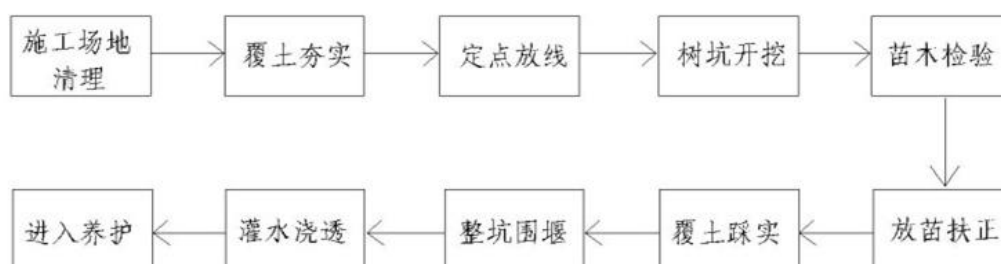 施工场地
清理
覆土夯实
定点放线
树坑开挖
苗木检验
放苗扶正
覆土踩实
整坑围堰
灌水浇透
进入养护